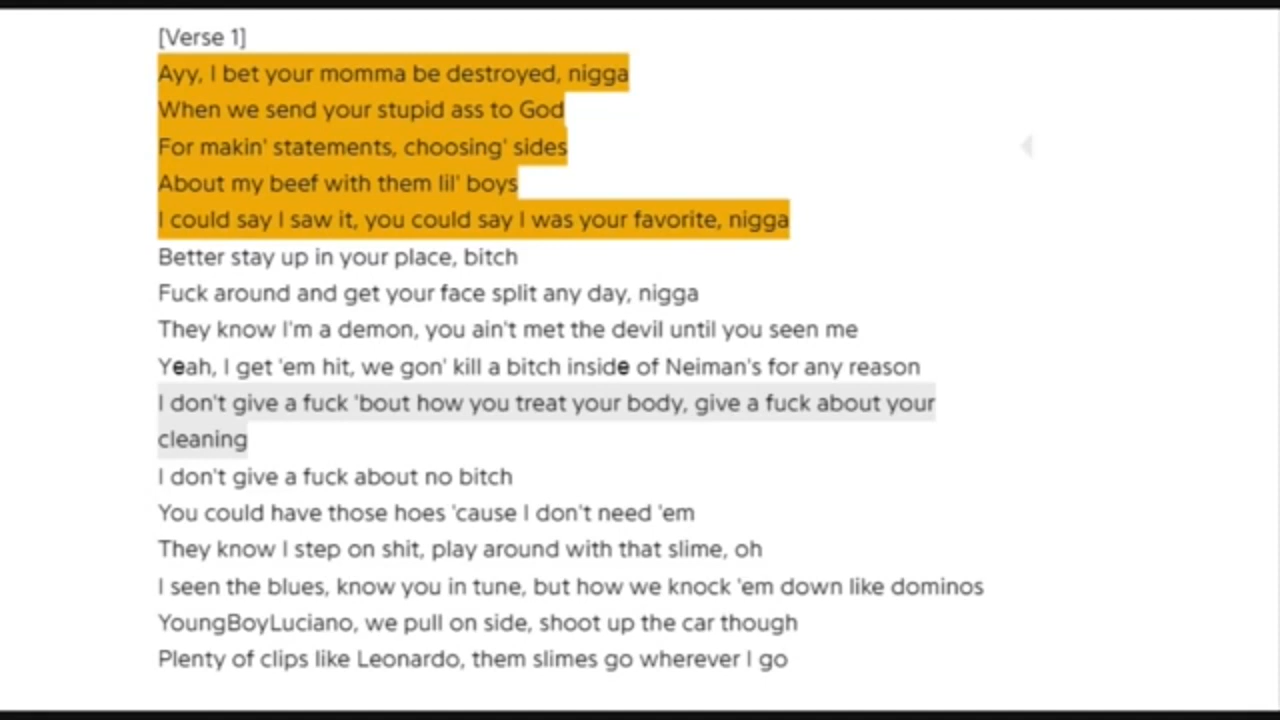 [Verse 1]
Ayy, I bet your momma be destroyed, nigga
When we send your stupid ass to God
For makin' statements, choosing' sides
About my beef with them lil' boys
I could say I saw it, you could say I was your favorite, nigga
Better stay up in your place, bitch
Fuck around and get your face split any day, nigga
They know I'm a demon, you ain't met the devil until you seen me
Yeah, I get 'em hit, we gon' kill a bitch inside of Neiman's for any reason
I don't give a fuck 'bout how you treat your body, give a fuck about your
cleaning
I don't give a fuck about no bitch
You could have those hoes 'cause I don't need 'em
They know I step on shit, play around with that slime, oh
I seen the blues, know you in tune, but how we knock 'em down like dominos
YoungBoyLuciano, we pull on side, shoot up the car though
Plenty of clips like Leonardo, them slimes go wherever I go